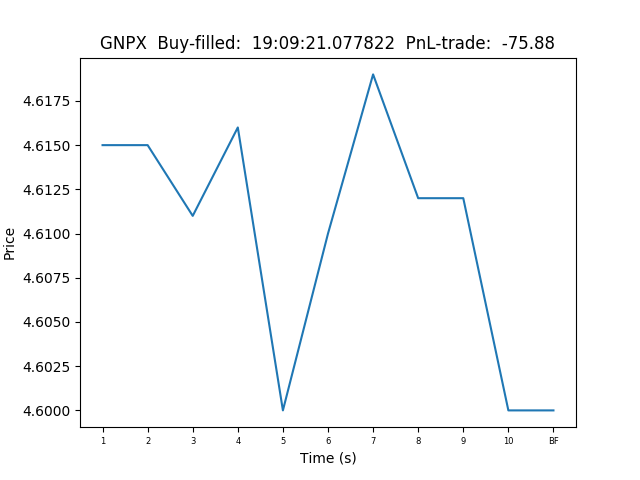 GNPX  Buy-filled:  19:09:21.077822  PnL-trade:  -75.88
Price
4.6175
4.6150
4.6125
4.6100
4.6075
4.6050
4.6025
4.6000
1 2 3 4 5 6 7 8 9 10 BF
Time (s)